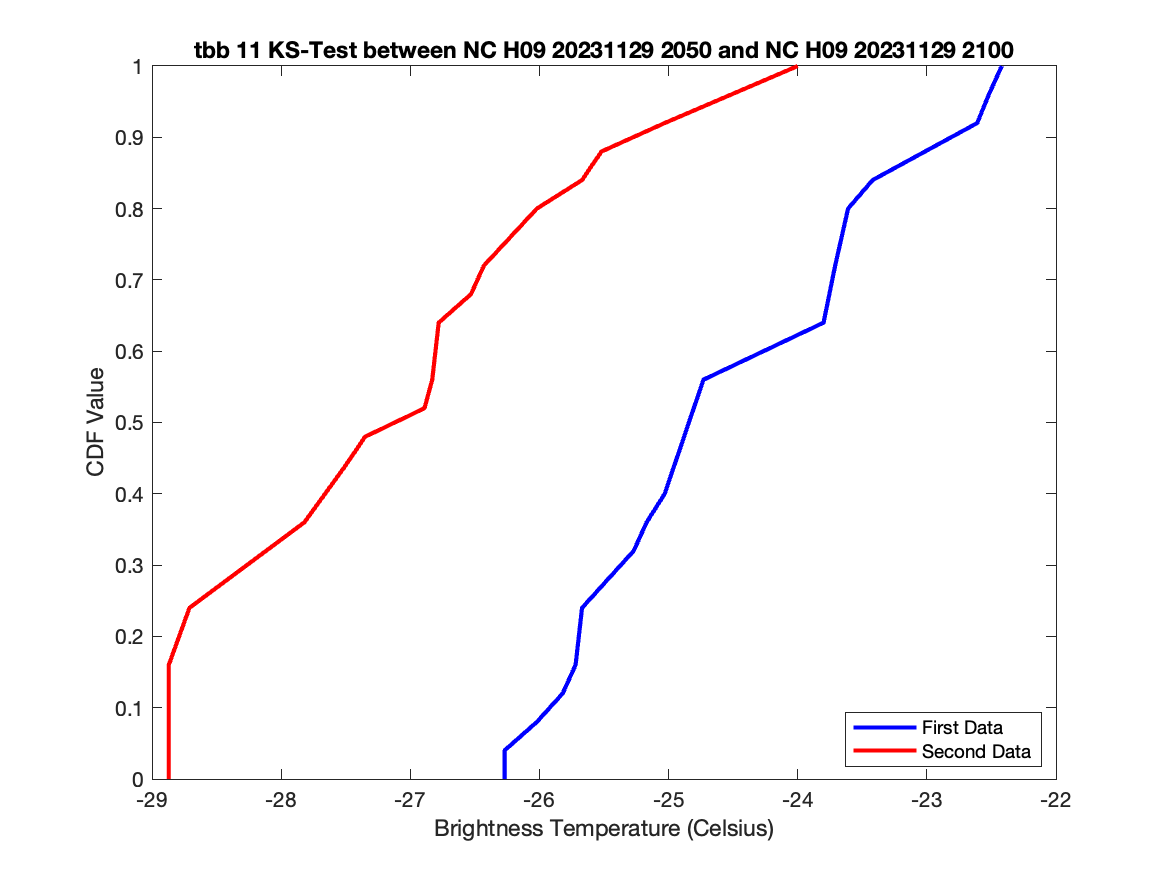 tbb 11 KS-Test between NC H09 20231129 2050 and NC H09 20231129 2100
1
0.9
0.8
0.7
0.6
0.5
0.4
0.3
0.2
0.1
0
CDF Value
First Data
Second Data
-29 -28 -27 -26 -25 -24 -23 -22
Brightness Temperature (Celsius)